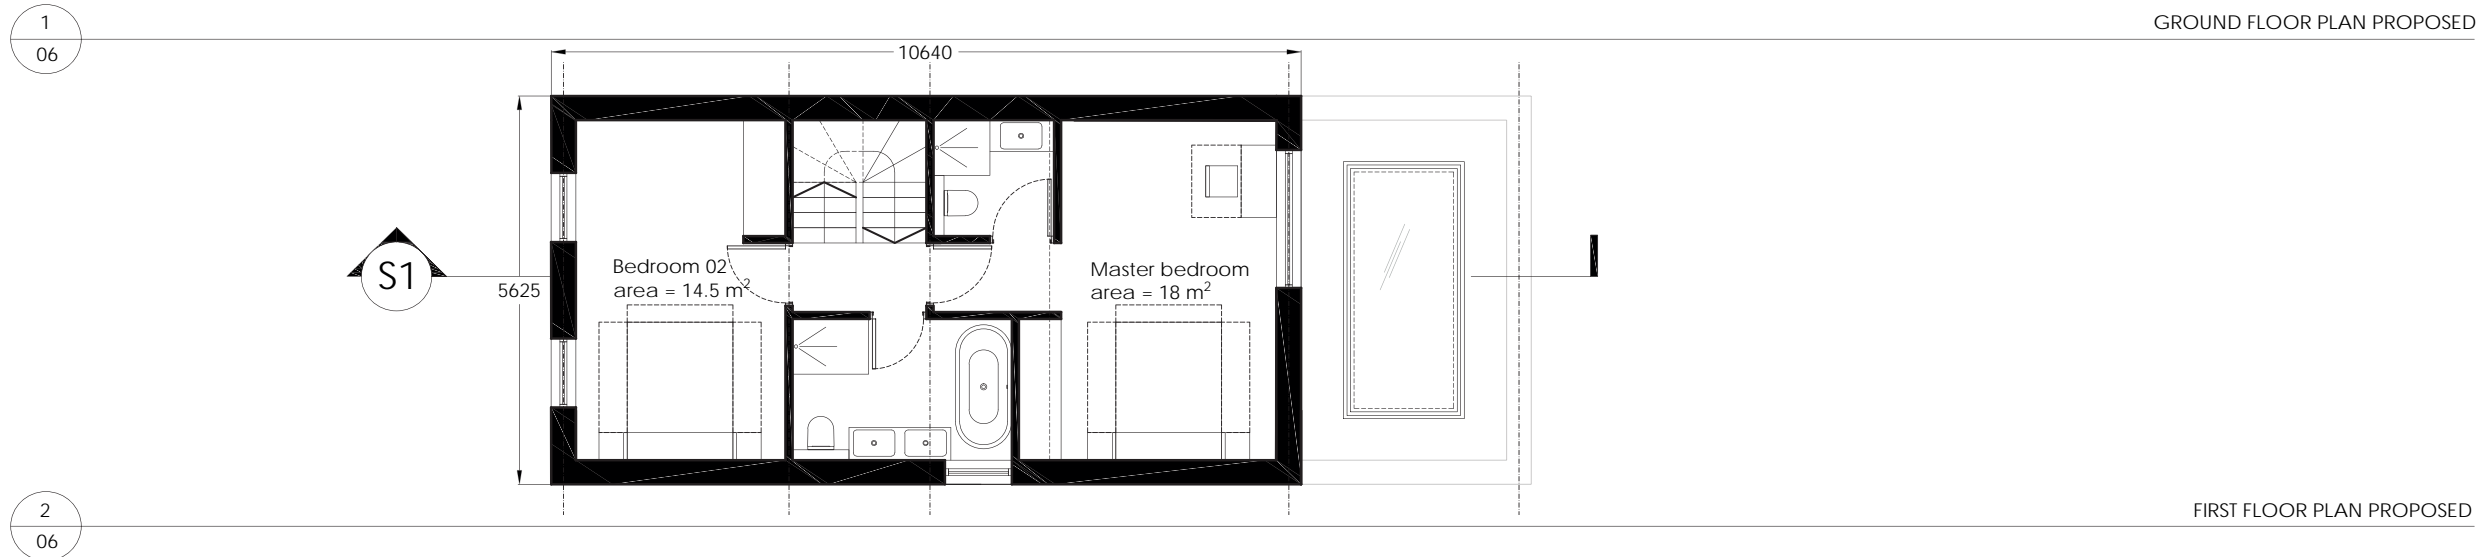 1
06
GROUND FLOOR PLAN PROPOSED
10640
S1
5625
Bedroom 02
area = 14.5 m²
Master bedroom
area = 18 m²
2
06
FIRST FLOOR PLAN PROPOSED